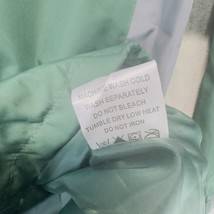 MACHINE WASH COLD
WASH SEPARATELY
DO NOT BLEACH
TUMBLE DRY LOW HEAT
DO NOT IRON